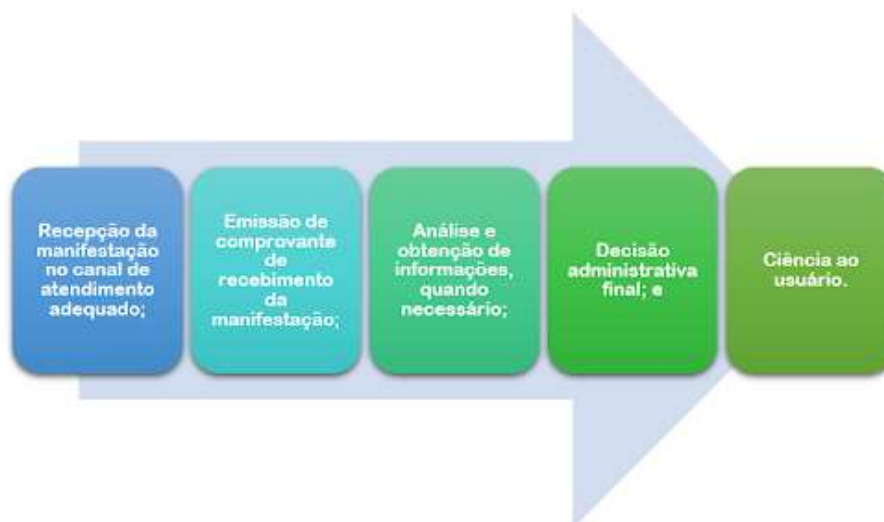 Recepção da
manifestação
no canal de
atendimento
adequado;
Emissão de
comprovante
de
recebimento
da
manifestação;
Análise e
obtenção de
informações,
quando
necessário;
Decisão
administrativa
final; e
Ciência ao
usuário.